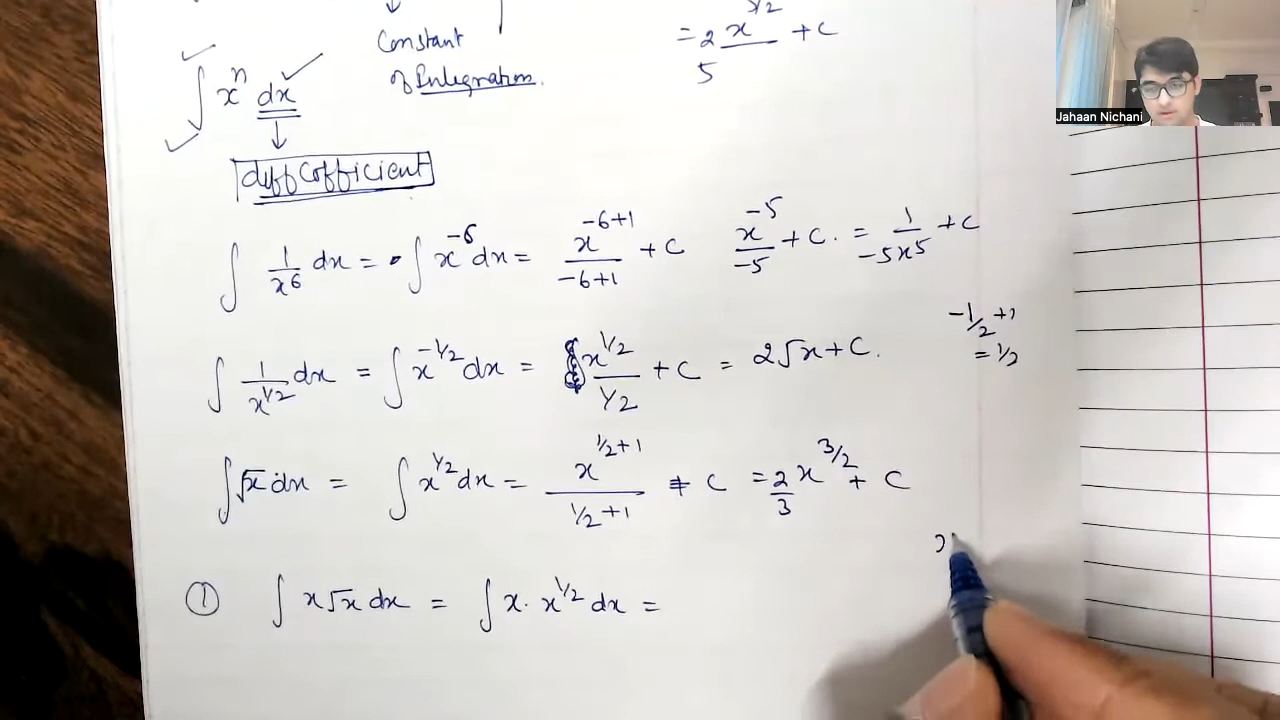 Constant
of Integration.
= 2 x^5/2 / 5 + C
∫ x^n dx
diff Cofficient
∫ 1/x^6 dx = ∫ x^-6 dx = x^-6+1 / -6+1 + C x^-5 / -5 + C. = 1 / -5x^5 + C
-1/2 +1
= 1/2
∫ 1/x^1/2 dx = ∫ x^-1/2 dx = x^1/2 / 1/2 + C = 2√x + C.
∫ √x dx = ∫ x^1/2 dx = x^1/2+1 / 1/2+1 + C = 2/3 x^3/2 + C
① ∫ x√x dx = ∫ x. x^1/2 dx =
Jahaan Nichani